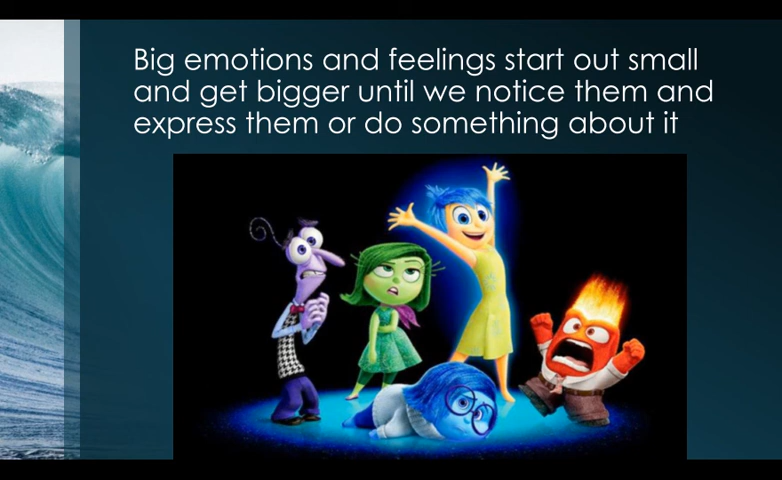 Big emotions and feelings start out small
and get bigger until we notice them and
express them or do something about it